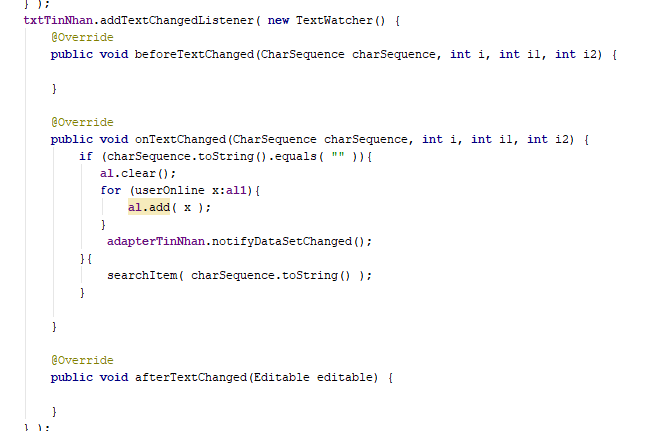 } );
txtTinNhan.addTextChangedListener( new TextWatcher() {
@Override
public void beforeTextChanged(CharSequence charSequence, int i, int i1, int i2) {
}
@Override
public void onTextChanged(CharSequence charSequence, int i, int i1, int i2) {
if (charSequence.toString().equals( "" )){
al.clear();
for (userOnline x:al1){
al.add( x );
}
adapterTinNhan.notifyDataSetChanged();
}{
searchItem( charSequence.toString() );
}
}
@Override
public void afterTextChanged(Editable editable) {
}
} );